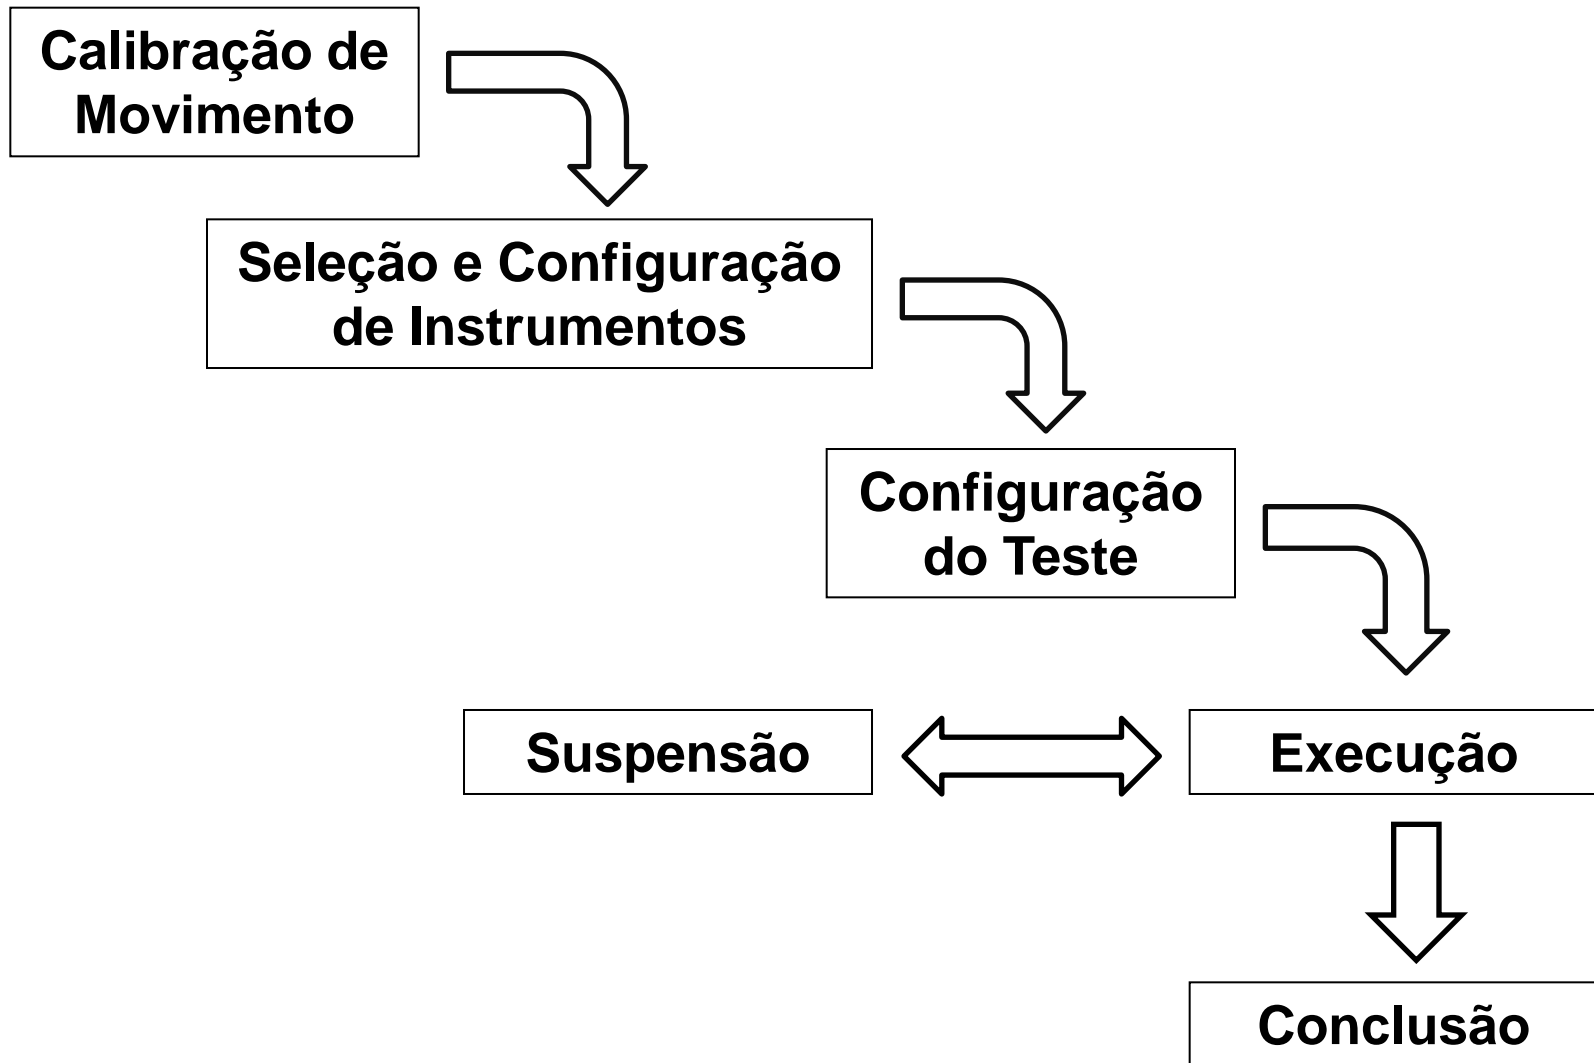 Calibração de
Movimento
Seleção e Configuração
de Instrumentos
Configuração
do Teste
Suspensão
Execução
Conclusão